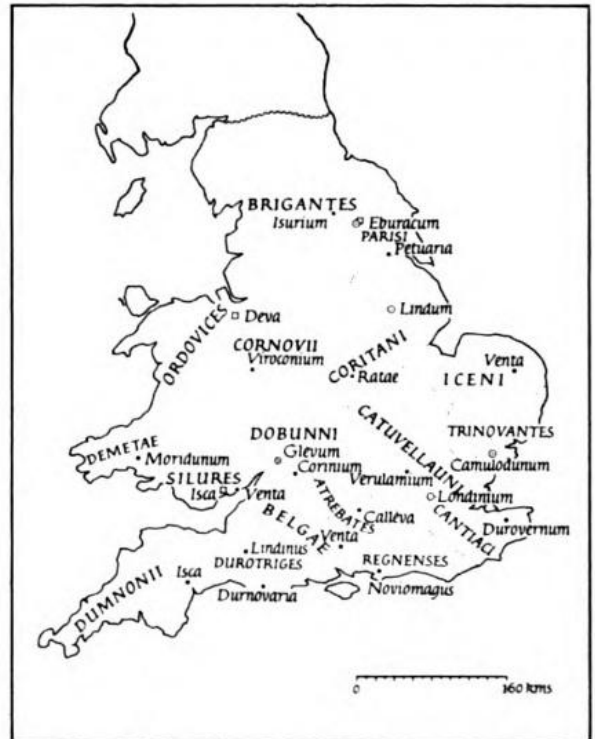 BRIGANTES
Isurium
Eburacum
PARISI
Petuaria
Deva
Lindum
ORDOVICES
CORNOVII
Viroconium
CORITANI
Ratae
ICENI
Venta
DEMETAE
Moridunum
DOBUNNI
Glevum
Corinium
CATUVELLAUNI
Verulamium
TRINOVANTES
Camulodunum
SILURES
Isca
Venta
BELGAE
ATREBATES
Calleva
Venta
Londinium
CANTIACI
Durovernum
DUMNONII
Isca
Lindinus
DUROTRIGES
Durnovaria
REGNENSES
Noviomagus
0 160 kms